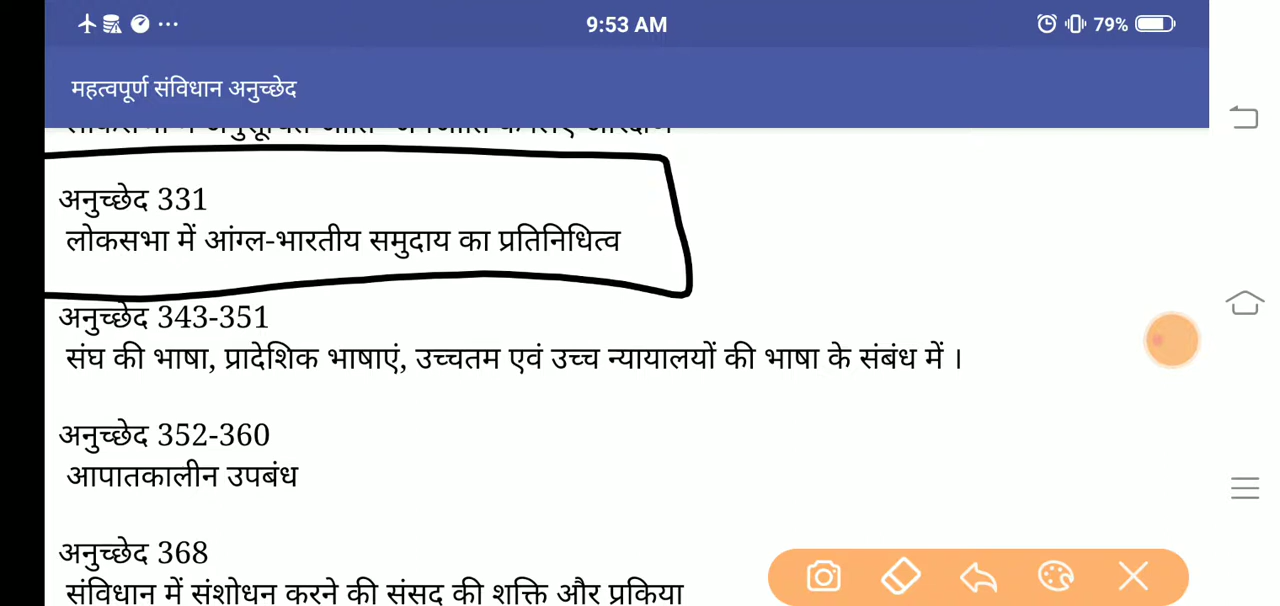 9:53 AM
79%
महत्वपूर्ण संविधान अनुच्छेद
अनुच्छेद 331
लोकसभा में आंग्ल-भारतीय समुदाय का प्रतिनिधित्व
अनुच्छेद 343-351
संघ की भाषा, प्रादेशिक भाषाएं, उच्चतम एवं उच्च न्यायालयों की भाषा के संबंध में ।
अनुच्छेद 352-360
आपातकालीन उपबंध
अनुच्छेद 368
संविधान में संशोधन करने की संसद की शक्ति और प्रकिया